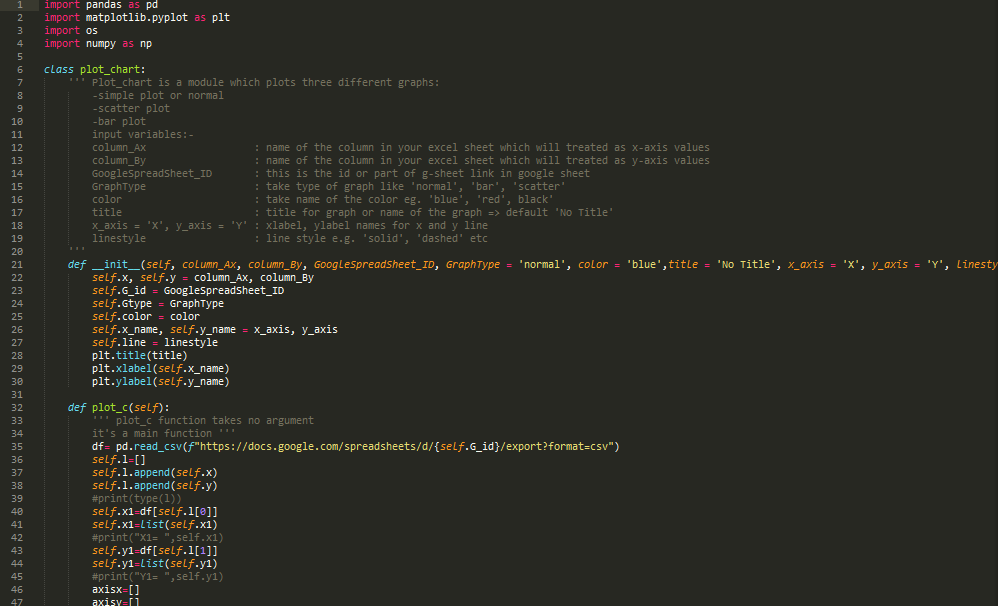 1 import pandas as pd
2 import matplotlib.pyplot as plt
3 import os
4 import numpy as np
5
6 class plot_chart:
7 ''' Plot_chart is a module which plots three different graphs:
8 -simple plot or normal
9 -scatter plot
10 -bar plot
11 input variables:-
12 column_Ax : name of the column in your excel sheet which will treated as x-axis values
13 column_By : name of the column in your excel sheet which will treated as y-axis values
14 GoogleSpreadSheet_ID : this is the id or part of g-sheet link in google sheet
15 GraphType : take type of graph like 'normal', 'bar', 'scatter'
16 color : take name of the color eg. 'blue', 'red', black'
17 title : title for graph or name of the graph => default 'No Title'
18 x_axis = 'X', y_axis = 'Y' : xlabel, ylabel names for x and y line
19 linestyle : line style e.g. 'solid', 'dashed' etc
20 '''
21 def __init__(self, column_Ax, column_By, GoogleSpreadSheet_ID, GraphType = 'normal', color = 'blue',title = 'No Title', x_axis = 'X', y_axis = 'Y', linesty
22 self.x, self.y = column_Ax, column_By
23 self.G_id = GoogleSpreadSheet_ID
24 self.Gtype = GraphType
25 self.color = color
26 self.x_name, self.y_name = x_axis, y_axis
27 self.line = linestyle
28 plt.title(title)
29 plt.xlabel(self.x_name)
30 plt.ylabel(self.y_name)
31
32 def plot_c(self):
33 ''' plot_c function takes no argument
34 it's a main function '''
35 df= pd.read_csv(f"https://docs.google.com/spreadsheets/d/{self.G_id}/export?format=csv")
36 self.l=[]
37 self.l.append(self.x)
38 self.l.append(self.y)
39 #print(type(l))
40 self.x1=df[self.l[0]]
41 self.x1=list(self.x1)
42 #print("X1= ",self.x1)
43 self.y1=df[self.l[1]]
44 self.y1=list(self.y1)
45 #print("Y1= ",self.y1)
46 axisx=[]
47 axisy=[]